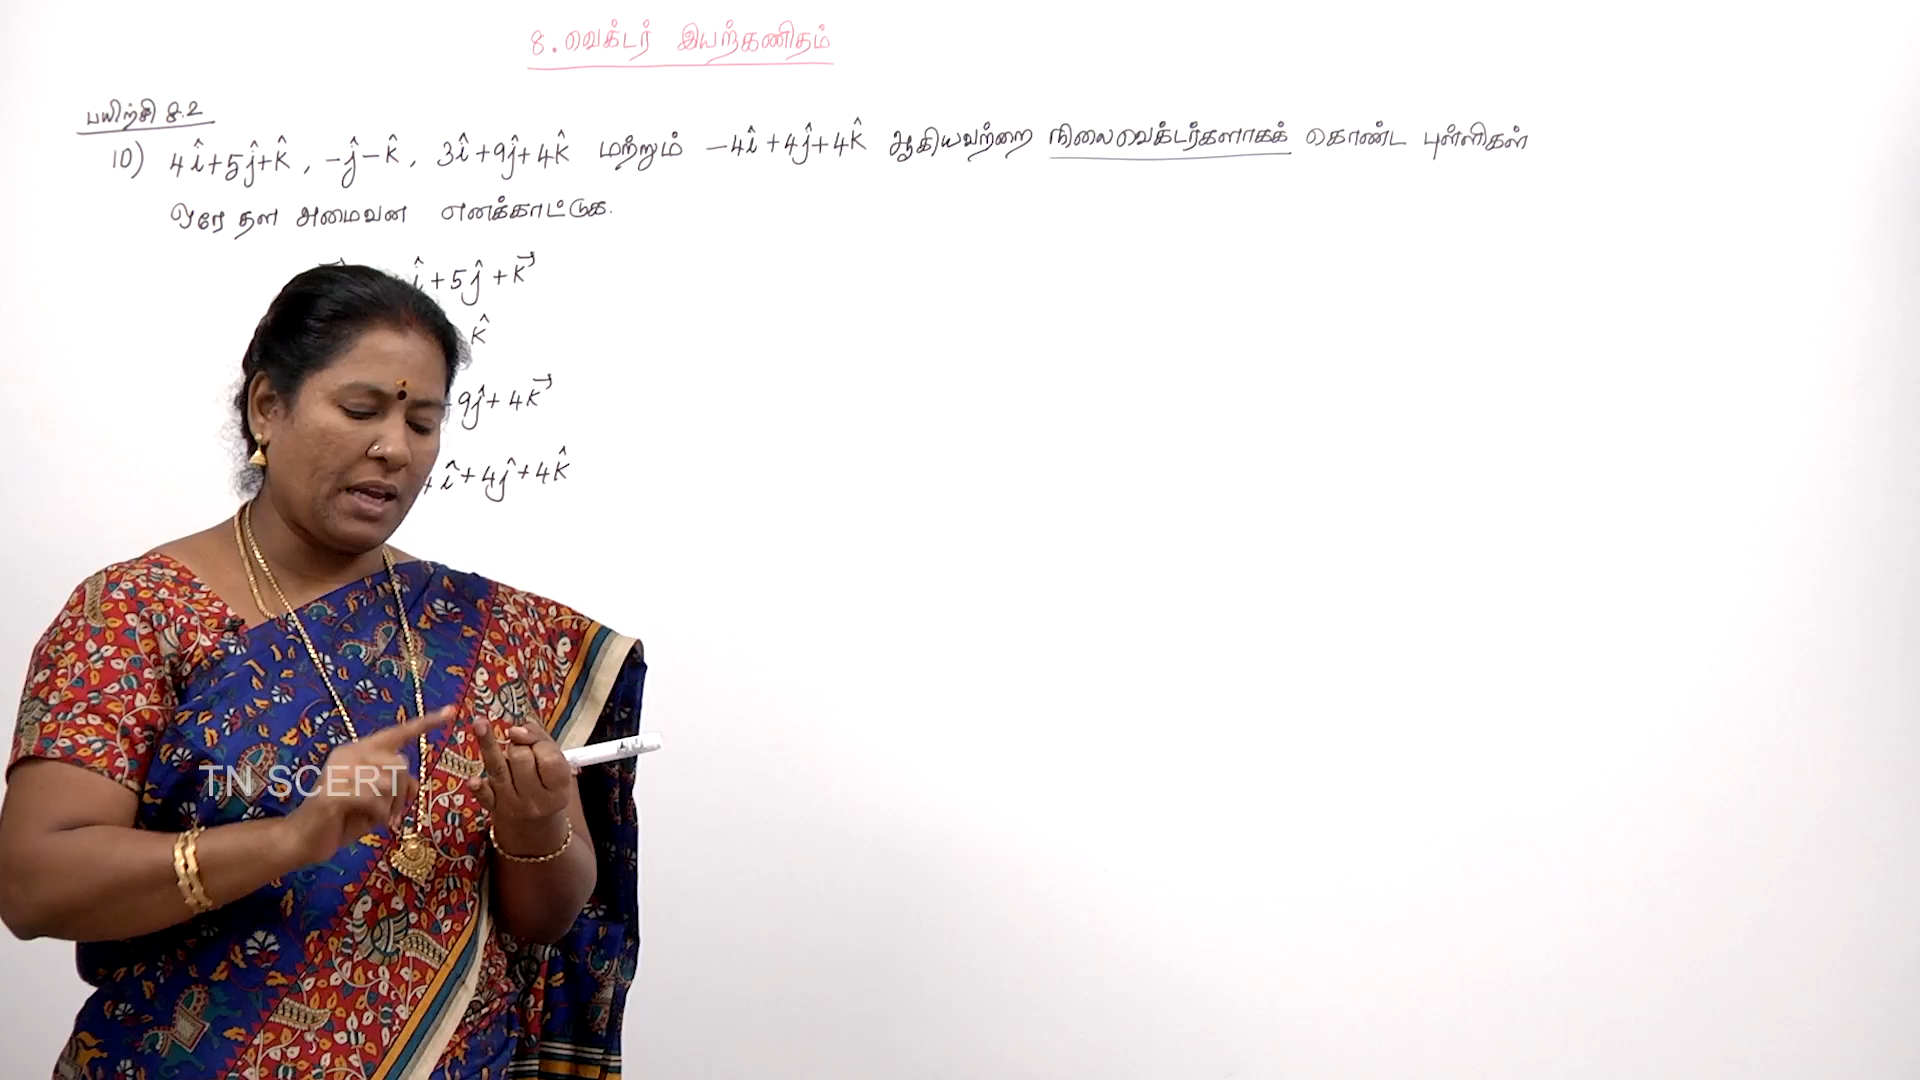 8. வெக்டர் இயற்கணிதம்
பயிற்சி 8.2
10) 4î+5ĵ+k̂, -ĵ-k̂, 3î+9ĵ+4k̂ மற்றும் -4î+4ĵ+4k̂ ஆகியவற்றை நிலைவெக்டர்களாகக் கொண்ட புள்ளிகள்
ஒரே தள அமைவன எனக்காட்டுக.
î+5ĵ+k⃗
k̂
9ĵ+4k⃗
î+4ĵ+4k̂
TN SCERT